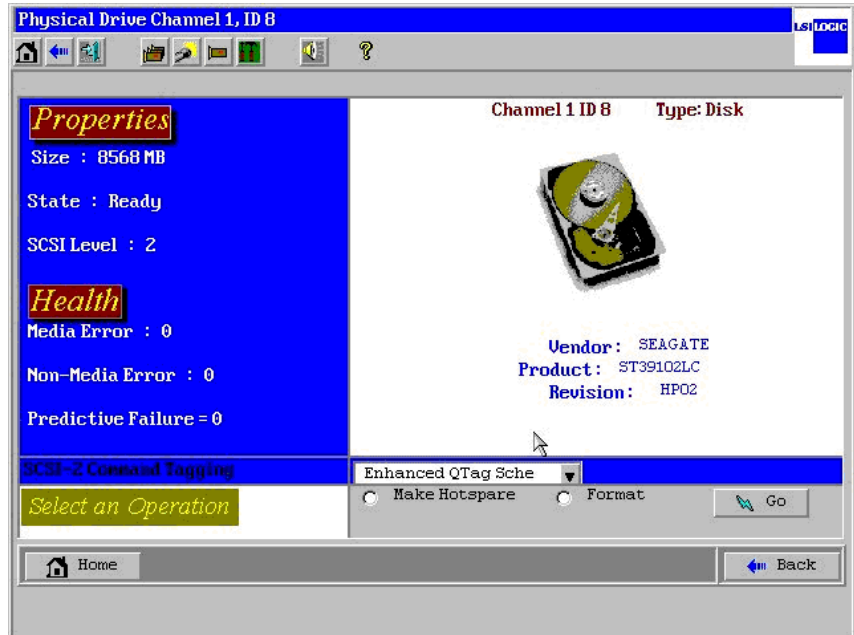 Physical Drive Channel 1, ID 8
LSI LOGIC
?
Properties
Size : 8568 MB
State : Ready
SCSI Level : 2
Health
Media Error : 0
Non-Media Error : 0
Predictive Failure = 0
Channel 1 ID 8 Type: Disk
Vendor: SEAGATE
Product: ST39102LC
Revision: HP02
SCSI-2 Command Tagging
Enhanced QTag Sche
Select an Operation
Make Hotspare Format Go
Home
Back